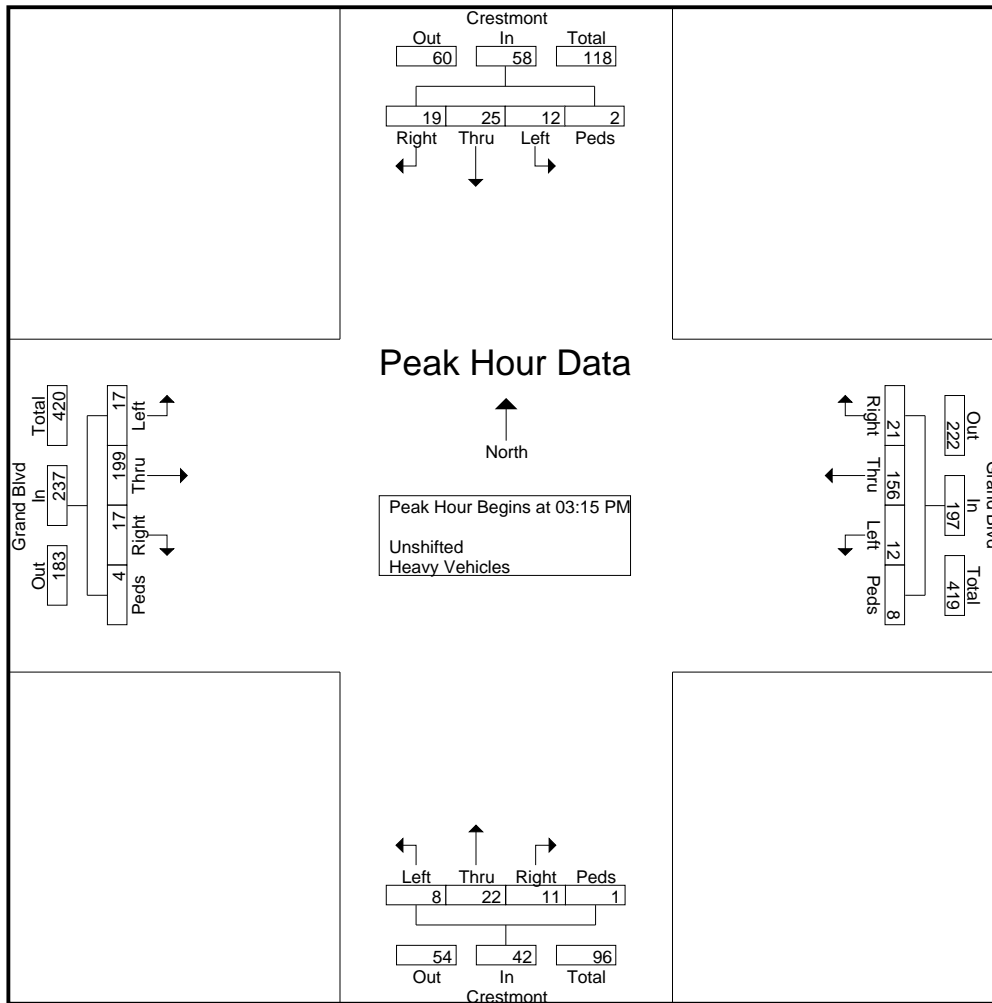 Crestmont
Out In Total
60 58 118
19 25 12 2
Right Thru Left Peds
Peak Hour Data
North
Peak Hour Begins at 03:15 PM
Unshifted
Heavy Vehicles
Grand Blvd
Out In Total
183 237 420
Left Thru Right Peds
17 199 17 4
Grand Blvd
Out In Total
222 197 419
Right Thru Left Peds
21 156 12 8
Left Thru Right Peds
8 22 11 1
54 42 96
Out In Total
Crestmont